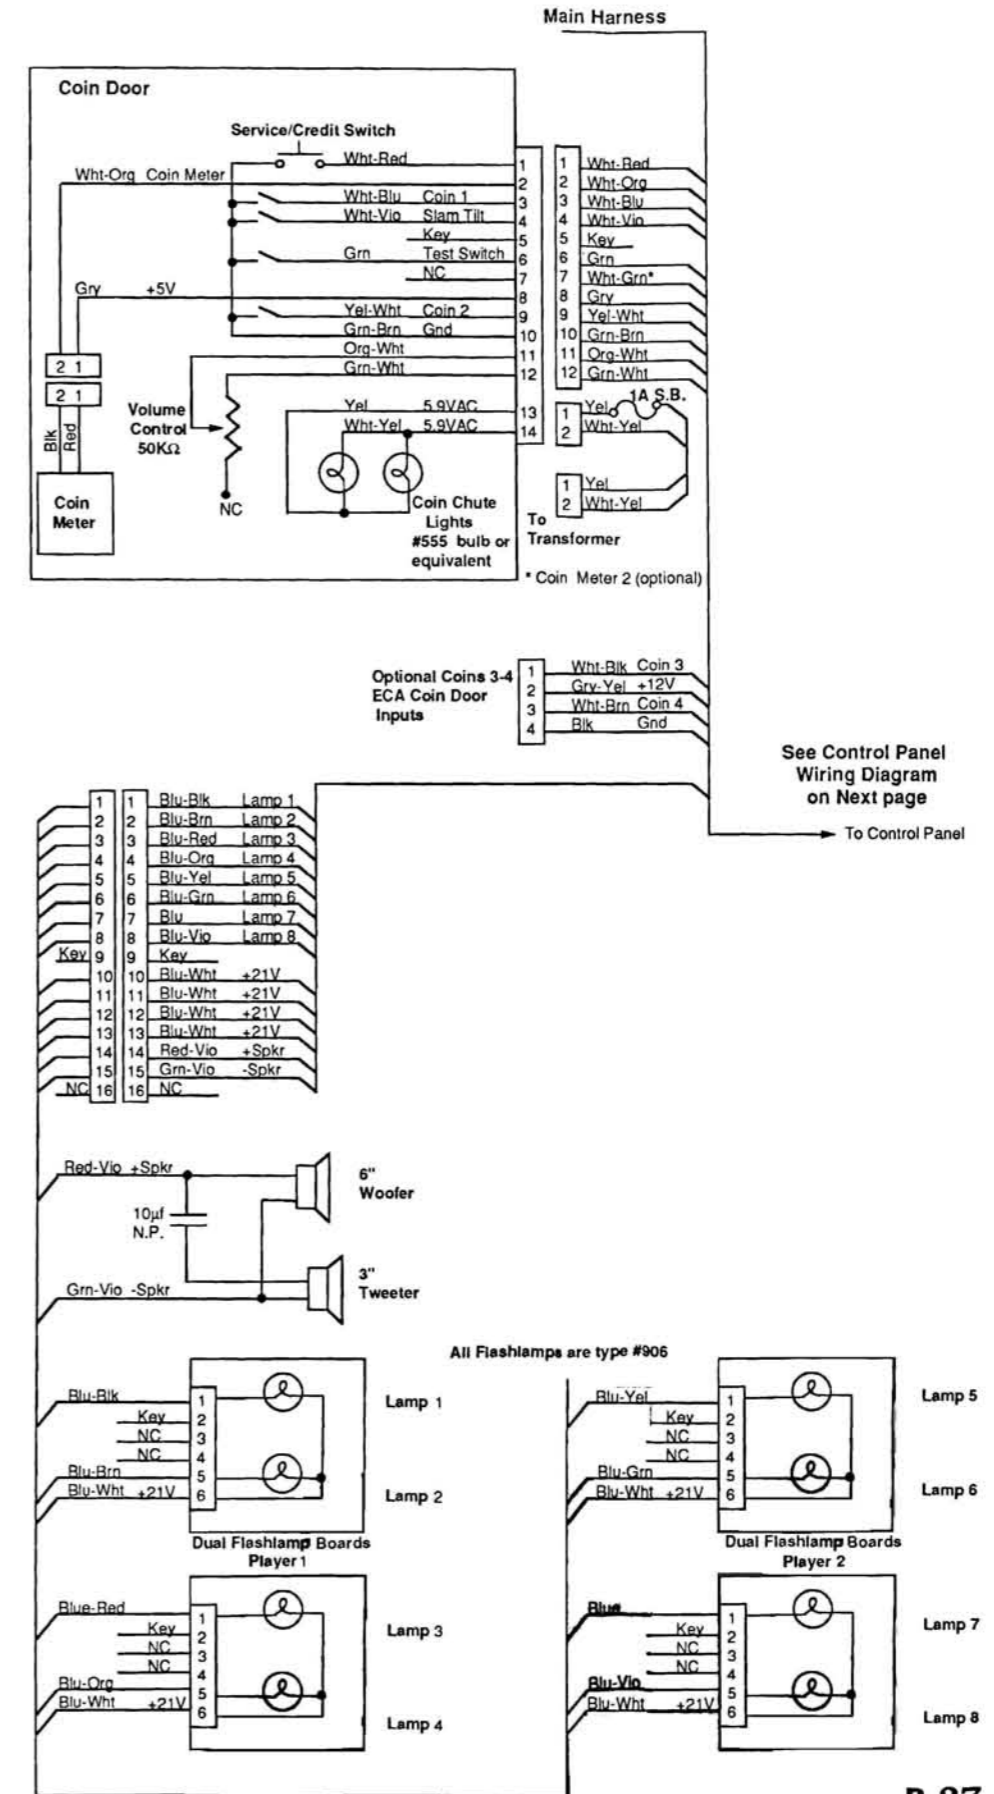 Main Harness
Coin Door
Service/Credit Switch
Wht-Red 1
Wht-Org Coin Meter 2
Wht-Blu Coin 1 3
Wht-Vio Slam Tilt 4
Key 5
Grn Test Switch 6
NC 7
Gry +5V 8
Yel-Wht Coin 2 9
Grn-Brn Gnd 10
Org-Wht 11
Grn-Wht 12
Yel 5.9VAC 13
Wht-Yel 5.9VAC 14
1 Wht-Red
2 Wht-Org
3 Wht-Blu
4 Wht-Vio
5 Key
6 Grn
7 Wht-Grn*
8 Gry
9 Yel-Wht
10 Grn-Brn
11 Org-Wht
12 Grn-Wht
1 Yel 1A S.B.
2 Wht-Yel
1 Yel
2 Wht-Yel
To
Transformer
* Coin Meter 2 (optional)
2 1
2 1
Blk Red
Coin
Meter
Volume
Control
50KΩ
NC
Coin Chute
Lights
#555 bulb or
equivalent
Optional Coins 3-4
ECA Coin Door
Inputs
1 Wht-Blk Coin 3
2 Gry-Yel +12V
3 Wht-Brn Coin 4
4 Blk Gnd
See Control Panel
Wiring Diagram
on Next page
To Control Panel
1 1 Blu-Blk Lamp 1
2 2 Blu-Brn Lamp 2
3 3 Blu-Red Lamp 3
4 4 Blu-Org Lamp 4
5 5 Blu-Yel Lamp 5
6 6 Blu-Grn Lamp 6
7 7 Blu Lamp 7
8 8 Blu-Vio Lamp 8
Key 9 9 Key
10 10 Blu-Wht +21V
11 11 Blu-Wht +21V
12 12 Blu-Wht +21V
13 13 Blu-Wht +21V
14 14 Red-Vio +Spkr
15 15 Grn-Vio -Spkr
NC 16 16 NC
Red-Vio +Spkr
6"
Woofer
10µf
N.P.
Grn-Vio -Spkr
3"
Tweeter
All Flashlamps are type #906
Blu-Blk 1
Key 2
NC 3
NC 4
Blu-Brn 5
Blu-Wht +21V 6
Lamp 1
Lamp 2
Dual Flashlamp Boards
Player 1
Blue-Red 1
Key 2
NC 3
NC 4
Blu-Org 5
Blu-Wht +21V 6
Lamp 3
Lamp 4
Blu-Yel 1
Key 2
NC 3
NC 4
Blu-Grn 5
Blu-Wht +21V 6
Lamp 5
Lamp 6
Dual Flashlamp Boards
Player 2
Blue 1
Key 2
NC 3
NC 4
Blu-Vio 5
Blu-Wht +21V 6
Lamp 7
Lamp 8